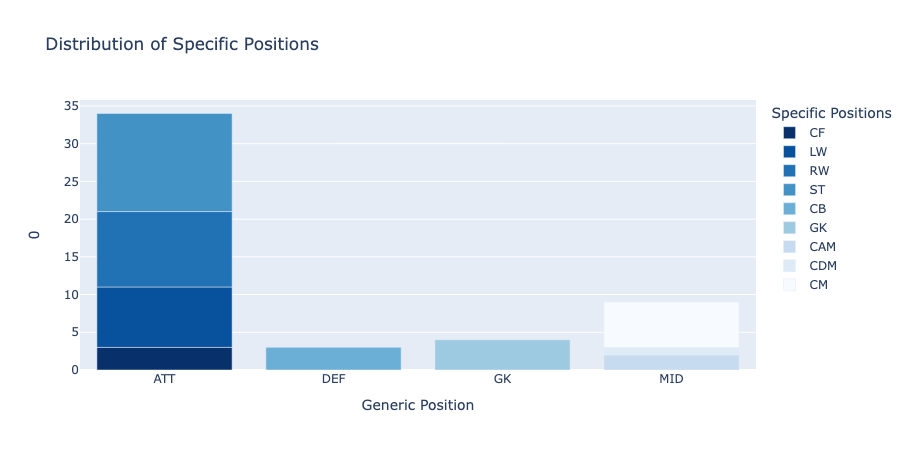 Distribution of Specific Positions
35
30
25
20
15
10
5
0
0
ATT
DEF
GK
MID
Generic Position
Specific Positions
CF
LW
RW
ST
CB
GK
CAM
CDM
CM